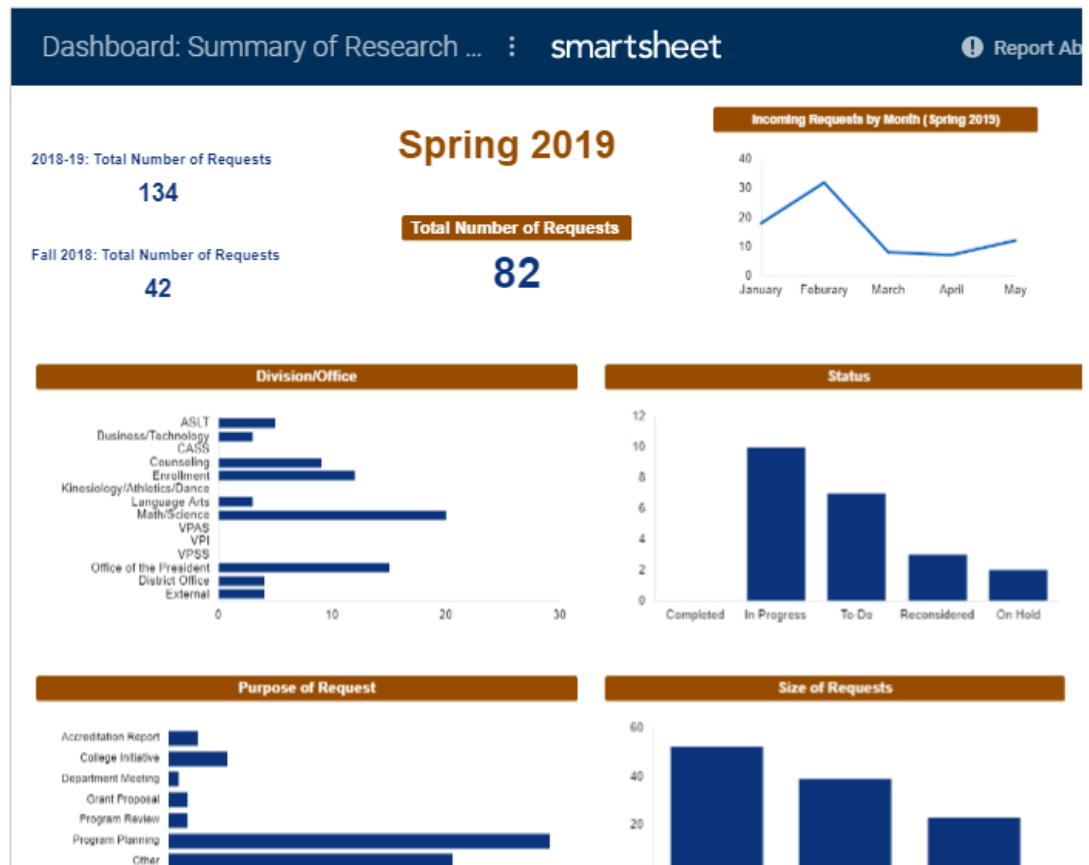 Dashboard: Summary of Research ... ⋮ smartsheet
Report Ab
2018-19: Total Number of Requests
134
Fall 2018: Total Number of Requests
42
Spring 2019
Total Number of Requests
82
Incoming Requests by Month (Spring 2019)
40
30
20
10
0
January Feburary March April May
Division/Office
ASLT
Business/Technology
CASS
Counseling
Enrollment
Kinesiology/Athletics/Dance
Language Arts
Math/Science
VPAS
VPI
VPSS
Office of the President
District Office
External
0 10 20 30
Status
12
10
8
6
4
2
0
Completed In Progress To-Do Reconsidered On Hold
Purpose of Request
Accreditation Report
College Initiative
Department Meeting
Grant Proposal
Program Review
Program Planning
Other
Size of Requests
60
40
20